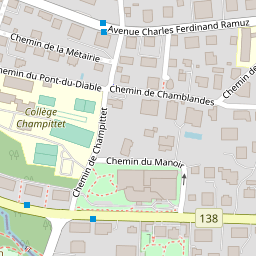 Avenue Charles Ferdinand Ramuz
Chemin de la Métairie
hemin du Pont-du-Diable
Chemin de Chamblandes
Chemin de
Collège
Champittet
Chemin de Champittet
Chemin du Manoir
138